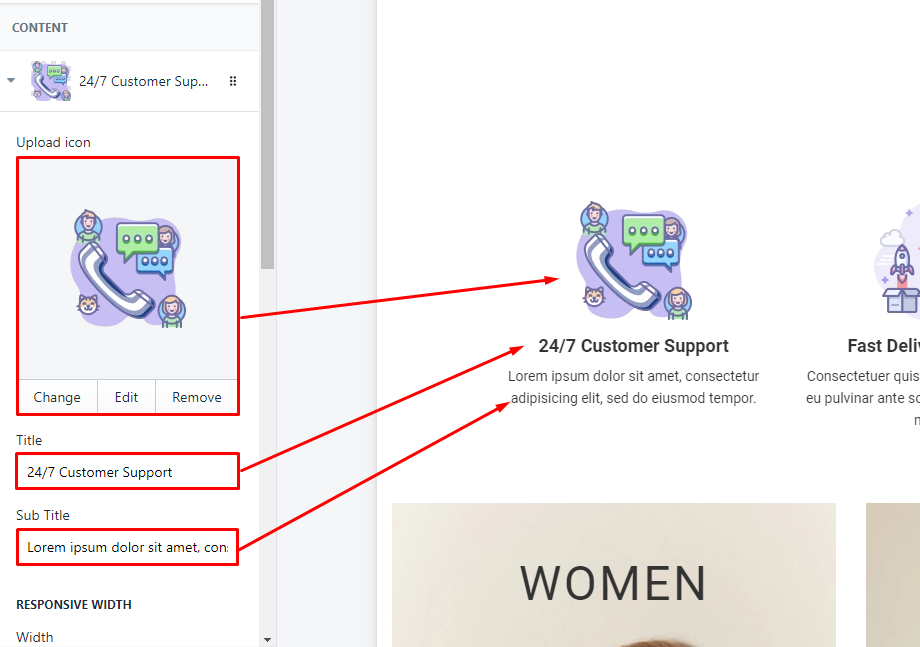 CONTENT
24/7 Customer Sup...
Upload icon
Change Edit Remove
Title
24/7 Customer Support
Sub Title
Lorem ipsum dolor sit amet, con
RESPONSIVE WIDTH
Width
24/7 Customer Support
Lorem ipsum dolor sit amet, consectetur
adipisicing elit, sed do eiusmod tempor.
Fast Deli
Consectetuer quis
eu pulvinar ante
WOMEN